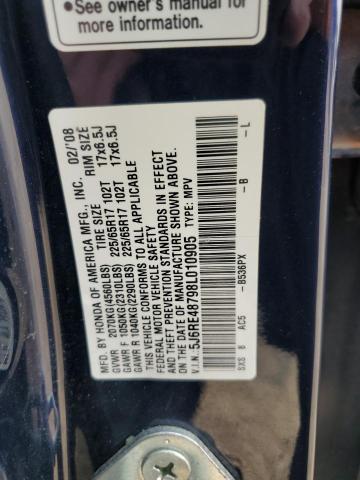 •See owner's manual for
more information.
MFD. BY HONDA OF AMERICA MFG., INC. 02/'08
TIRE SIZE RIM SIZE
GVWR 2070KG(4560LBS) 225/65R17 102T 17x6.5J
GAWR F 1050KG(2310LBS) 225/65R17 102T 17x6.5J
GAWR R 1040KG(2290LBS)
THIS VEHICLE CONFORMS TO ALL APPLICABLE
FEDERAL MOTOR VEHICLE SAFETY
AND THEFT PREVENTION STANDARDS IN EFFECT
ON THE DATE OF MANUFACTURE SHOWN ABOVE.
V.I.N. 5J6RE48798L010905 TYPE: MPV
SXS B AC5 -B536PX -B -L